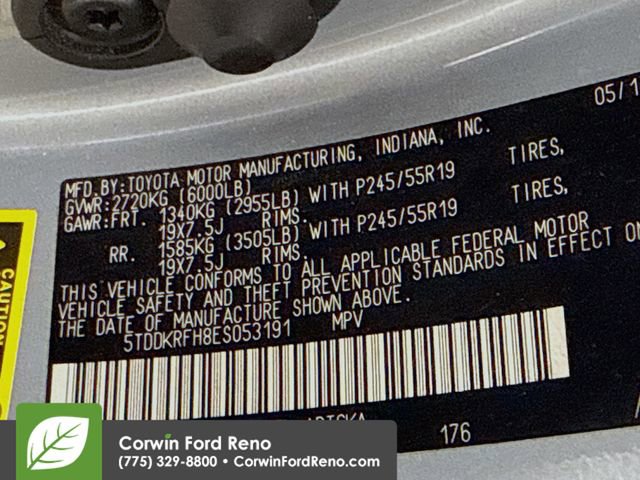 05/1
MFD. BY: TOYOTA MOTOR MANUFACTURING, INDIANA, INC.
GVWR: 2720KG (6000LB)
GAWR: FRT. 1340KG (2955LB) WITH P245/55R19 TIRES,
19X7.5J RIMS.
RR. 1585KG (3505LB) WITH P245/55R19 TIRES,
19X7.5J RIMS.
THIS VEHICLE CONFORMS TO ALL APPLICABLE FEDERAL MOTOR
VEHICLE SAFETY AND THEFT PREVENTION STANDARDS IN EFFECT ON
THE DATE OF MANUFACTURE SHOWN ABOVE.
5TDDKRFH8ES053191 MPV
176
CAUTION
Corwin Ford Reno
(775) 329-8800 • CorwinFordReno.com